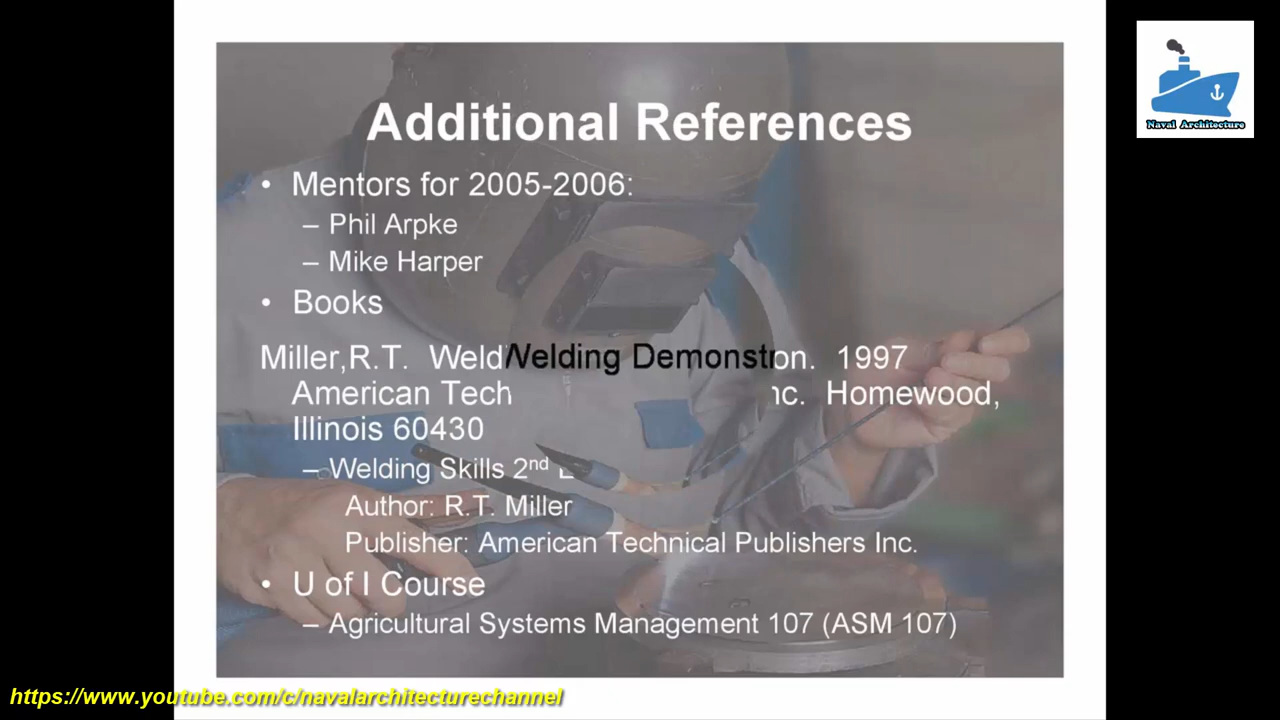 Additional References
• Mentors for 2005-2006:
– Phil Arpke
– Mike Harper
• Books
Miller,R.T. Weld Welding Demonstr on. 1997
American Tech nc. Homewood,
Illinois 60430
– Welding Skills 2nd
Author: R.T. Miller
Publisher: American Technical Publishers Inc.
• U of I Course
– Agricultural Systems Management 107 (ASM 107)
Naval Architecture
https://www.youtube.com/c/navalarchitecturechannel